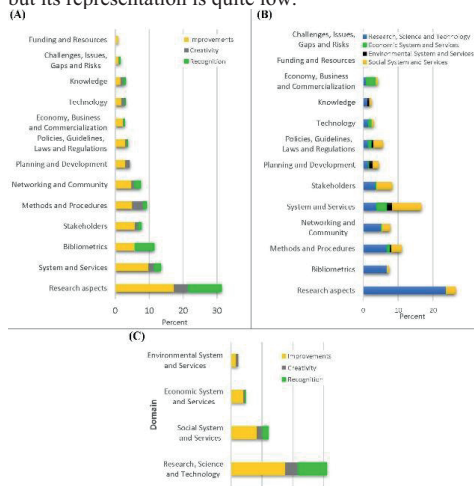 but its representation is quite low.
(A)
Improvements
Creativity
Recognition
Funding and Resources
Challenges, Issues,
Gaps and Risks
Knowledge
Technology
Economy, Business
and Commercialization
Policies, Guidelines,
Laws and Regulations
Planning and Development
Networking and Community
Methods and Procedures
Stakeholders
Bibliometrics
System and Services
Research aspects
0 10 20 30 40
Percent
(B)
Research, Science and Technology
Economic System and Services
Environmental System and Services
Social System and Services
Challenges, Issues,
Gaps and Risks
Funding and Resources
Economy, Business
and Commercialization
Knowledge
Technology
Policies, Guidelines,
Laws and Regulations
Planning and Development
Stakeholders
System and Services
Networking and
Community
Methods and Procedures
Bibliometrics
Research aspects
0 10 20 30
Percent
(C)
Improvements
Creativity
Recognition
Domain
Environmental System
and Services
Economic System
and Services
Social System
and Services
Research, Science
and Technology